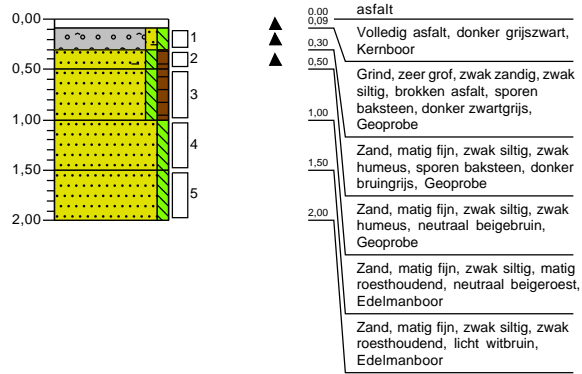 0,00
0,50
1,00
1,50
2,00
1
2
3
4
5
0,00
0,09
0,30
0,50
1,00
1,50
2,00
asfalt
Volledig asfalt, donker grijszwart,
Kernboor
Grind, zeer grof, zwak zandig, zwak
siltig, brokken asfalt, sporen
baksteen, donker zwartgrijs,
Geoprobe
Zand, matig fijn, zwak siltig, zwak
humeus, sporen baksteen, donker
bruingrijs, Geoprobe
Zand, matig fijn, zwak siltig, zwak
humeus, neutraal beigebruin,
Geoprobe
Zand, matig fijn, zwak siltig, matig
roesthoudend, neutraal beigeroest,
Edelmanboor
Zand, matig fijn, zwak siltig, zwak
roesthoudend, licht witbruin,
Edelmanboor